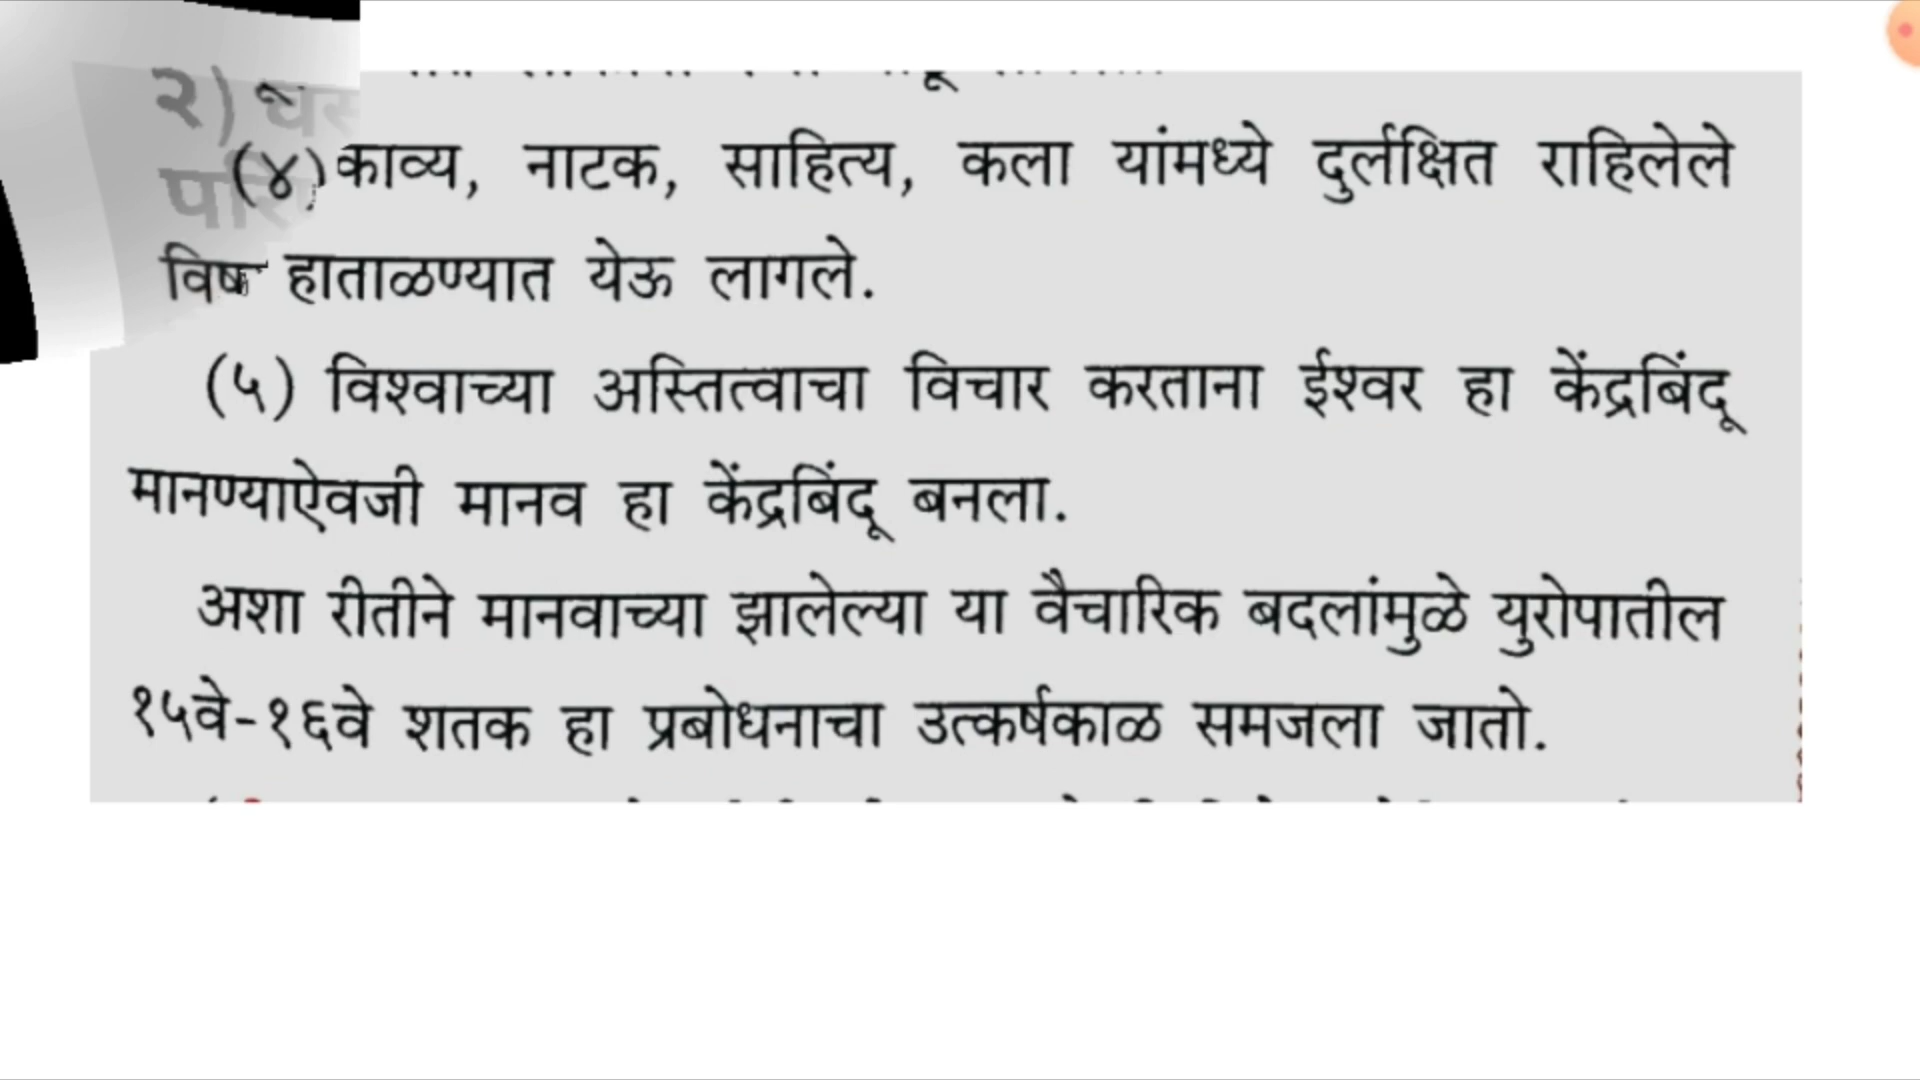 २)
(४) काव्य, नाटक, साहित्य, कला यांमध्ये दुर्लक्षित राहिलेले
हाताळण्यात येऊ लागले.
(५) विश्वाच्या अस्तित्वाचा विचार करताना ईश्वर हा केंद्रबिंदू
मानण्याऐवजी मानव हा केंद्रबिंदू बनला.
अशा रीतीने मानवाच्या झालेल्या या वैचारिक बदलांमुळे युरोपातील
१५वे-१६वे शतक हा प्रबोधनाचा उत्कर्षकाळ समजला जातो.